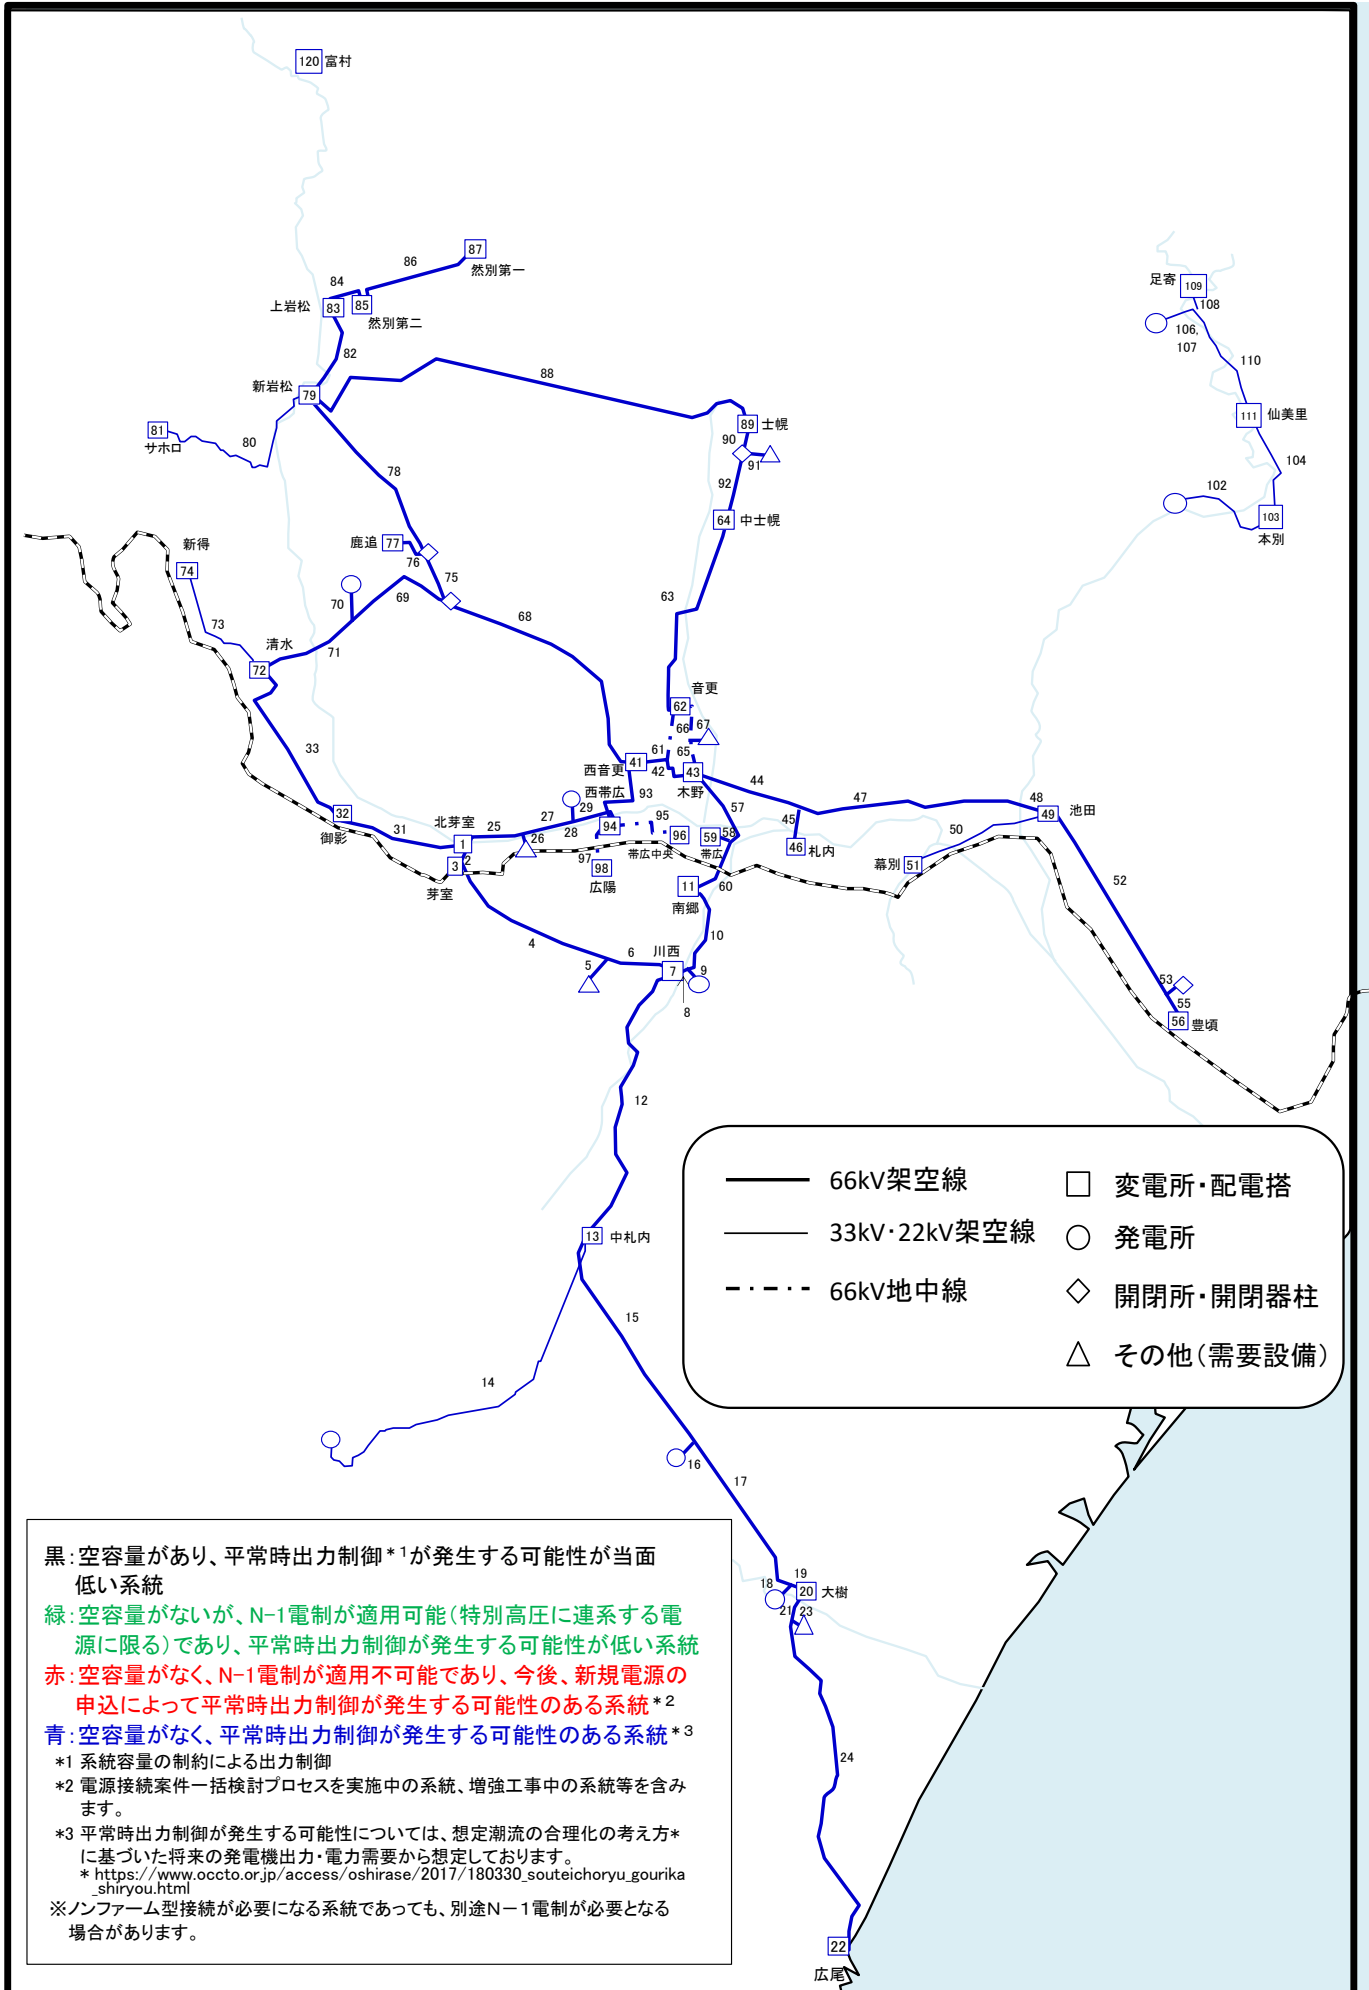 120 富村
87
然別第一
86
84
上岩松
83
85
然別第二
82
足寄
109
108
106,
107
110
新岩松
79
88
111
仙美里
81
サホロ
80
89
士幌
90
91
104
102
103
本別
78
92
64
中士幌
新得
74
鹿追
77
76
75
70
69
63
68
73
清水
72
71
音更
62
66
67
33
西音更
41
61
42
65
43
木野
44
47
48
49
池田
西帯広
93
57
32
御影
31
北芽室
1
25
27
29
28
26
94
95
96
帯広中央
59
58
帯広
45
46
札内
50
51
幕別
2
3
芽室
97
98
広陽
11
南郷
60
52
4
6
5
川西
7
10
9
8
53
55
56
豊頃
12
66kV架空線
変電所・配電搭
33kV・22kV架空線
発電所
66kV地中線
開閉所・開閉器柱
その他(需要設備)
13
中札内
15
14
16
17
18
19
20
大樹
21
23
24
22
広尾
黒:空容量があり、平常時出力制御*1が発生する可能性が当面
低い系統
緑:空容量がないが、N-1電制が適用可能(特別高圧に連系する電
源に限る)であり、平常時出力制御が発生する可能性が低い系統
赤:空容量がなく、N-1電制が適用不可能であり、今後、新規電源の
申込によって平常時出力制御が発生する可能性のある系統*2
青:空容量がなく、平常時出力制御が発生する可能性のある系統*3
*1 系統容量の制約による出力制御
*2 電源接続案件一括検討プロセスを実施中の系統、増強工事中の系統等を含み
ます。
*3 平常時出力制御が発生する可能性については、想定潮流の合理化の考え方*
に基づいた将来の発電機出力・電力需要から想定しております。
* https://www.occto.or.jp/access/oshirase/2017/180330_souteichoryu_gourika
_shiryou.html
※ノンファーム型接続が必要になる系統であっても、別途N-1電制が必要となる
場合があります。